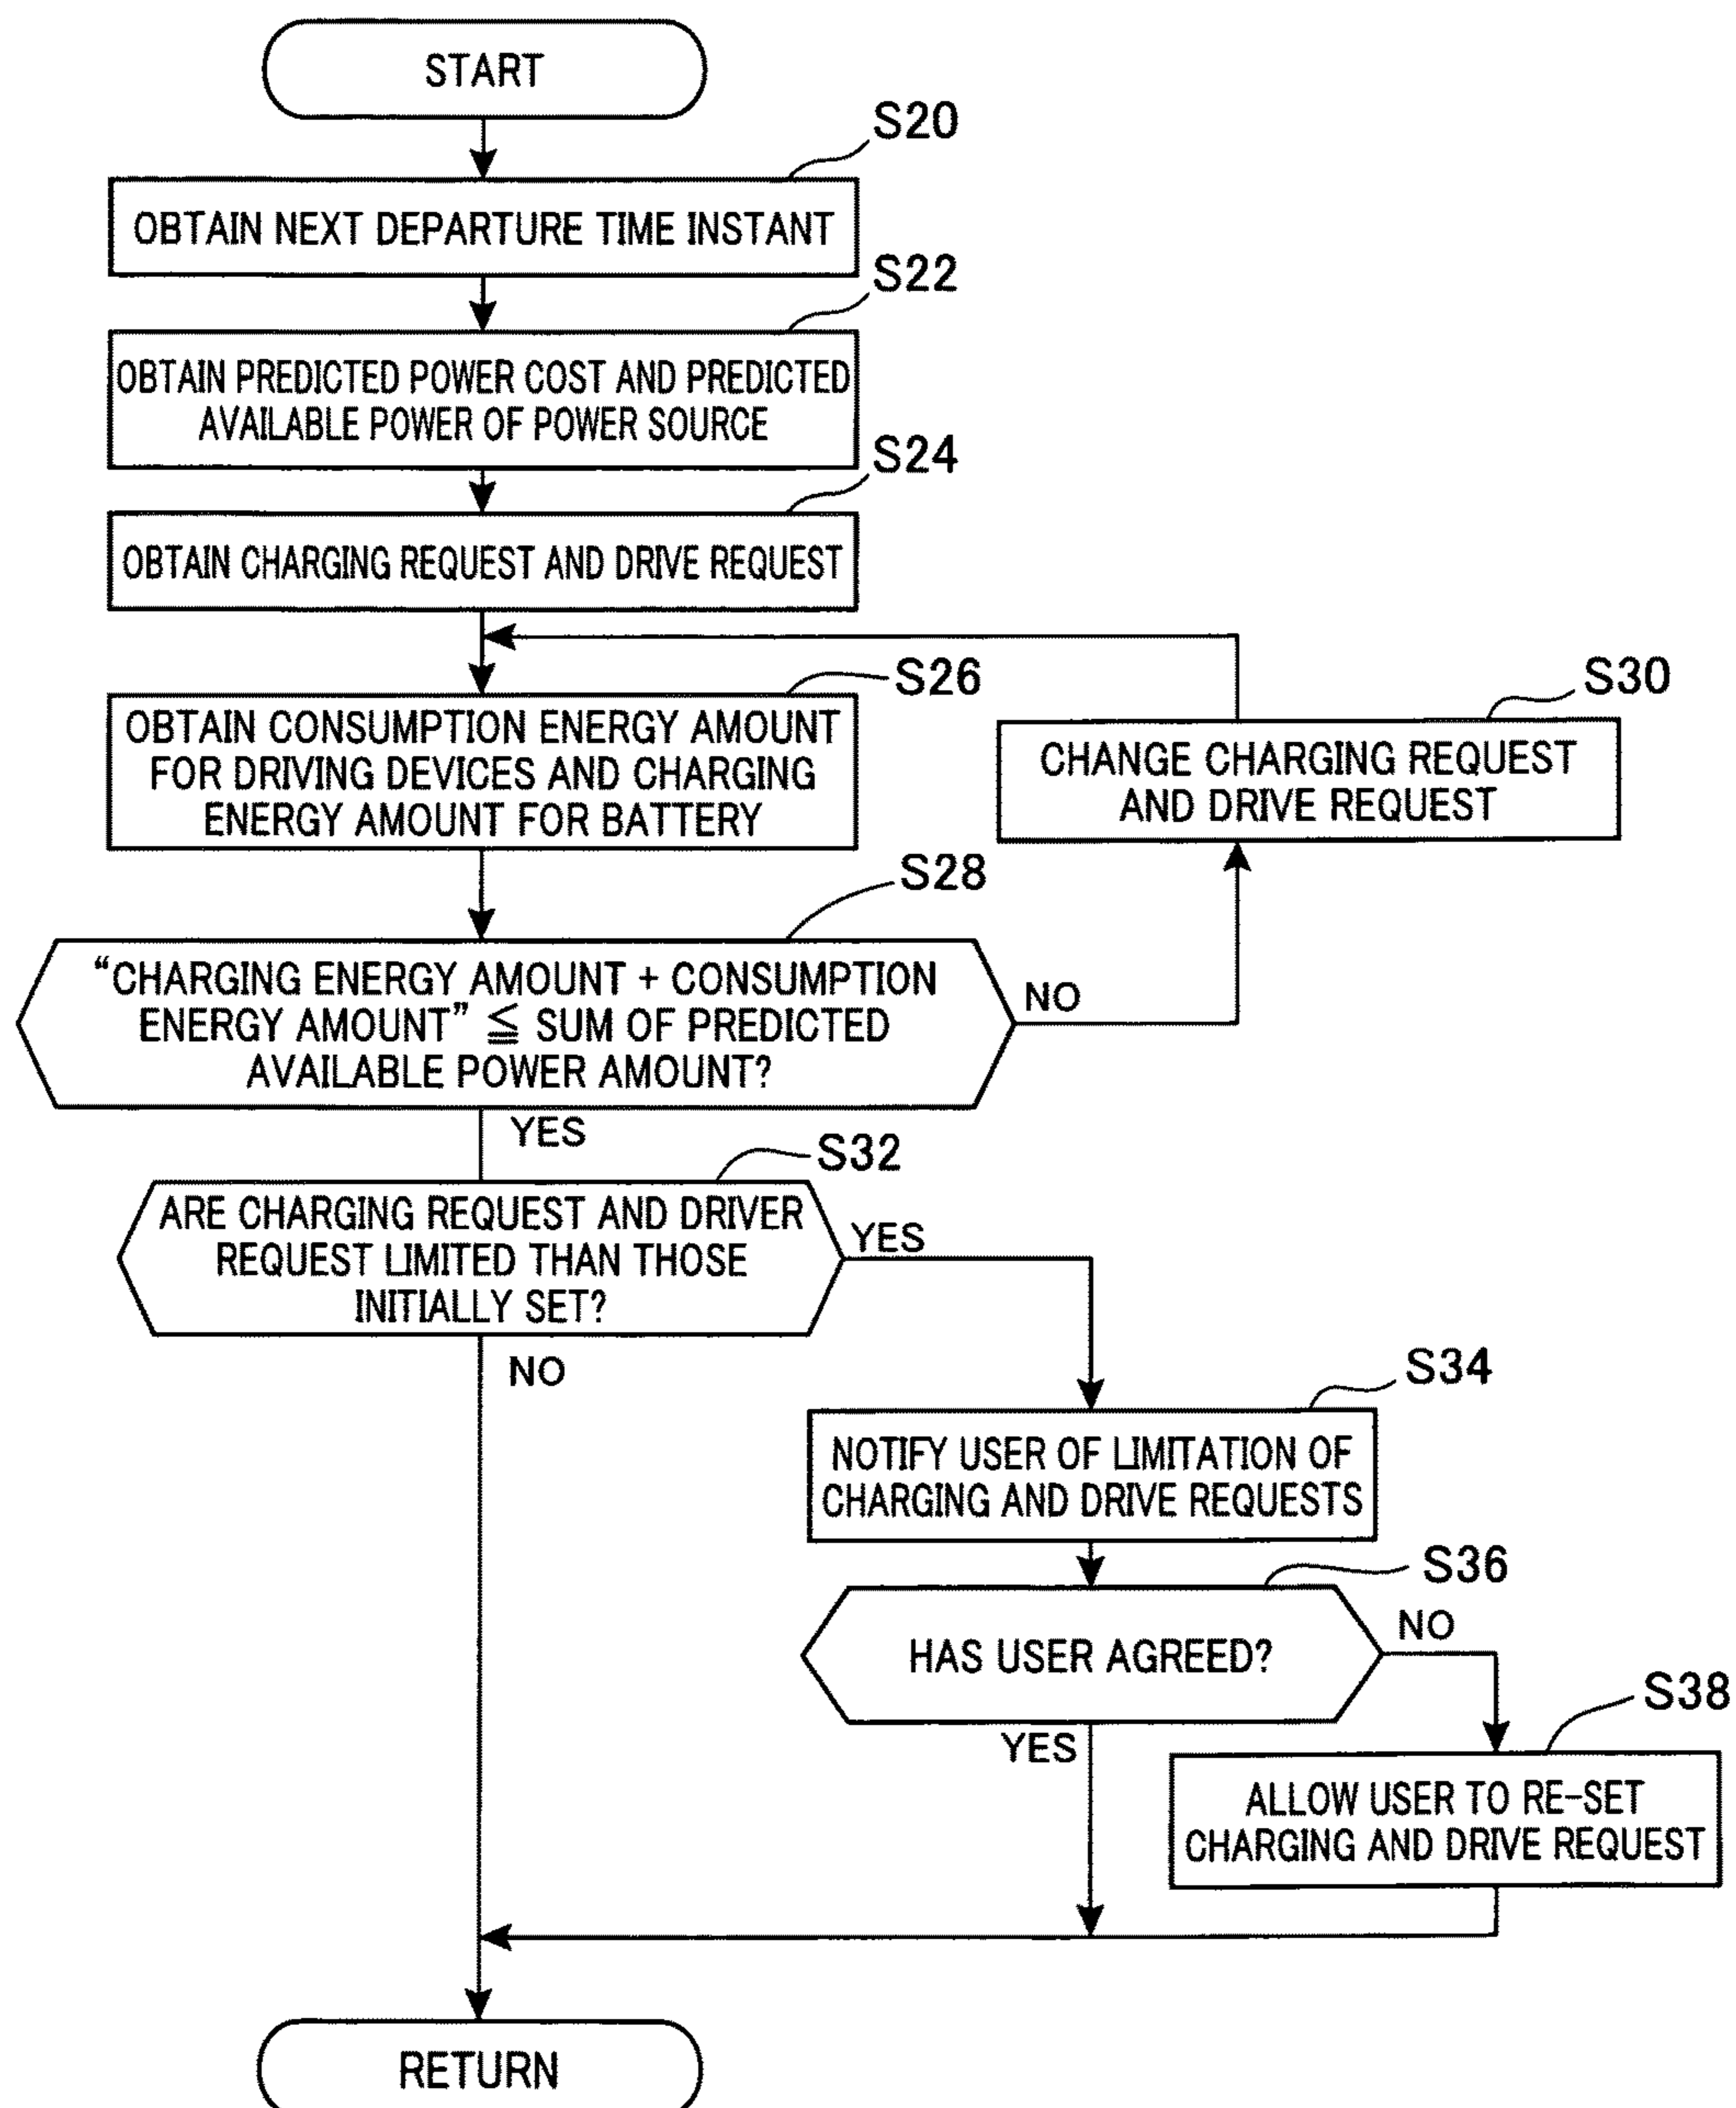 START
S20
OBTAIN NEXT DEPARTURE TIME INSTANT
S22
OBTAIN PREDICTED POWER COST AND PREDICTED
AVAILABLE POWER OF POWER SOURCE
S24
OBTAIN CHARGING REQUEST AND DRIVE REQUEST
S26
OBTAIN CONSUMPTION ENERGY AMOUNT
FOR DRIVING DEVICES AND CHARGING
ENERGY AMOUNT FOR BATTERY
S30
CHANGE CHARGING REQUEST
AND DRIVE REQUEST
S28
“CHARGING ENERGY AMOUNT + CONSUMPTION
ENERGY AMOUNT” ≦ SUM OF PREDICTED
AVAILABLE POWER AMOUNT?
NO
YES
S32
ARE CHARGING REQUEST AND DRIVER
REQUEST LIMITED THAN THOSE
INITIALLY SET?
YES
NO
S34
NOTIFY USER OF LIMITATION OF
CHARGING AND DRIVE REQUESTS
S36
HAS USER AGREED?
NO
YES
S38
ALLOW USER TO RE-SET
CHARGING AND DRIVE REQUEST
RETURN